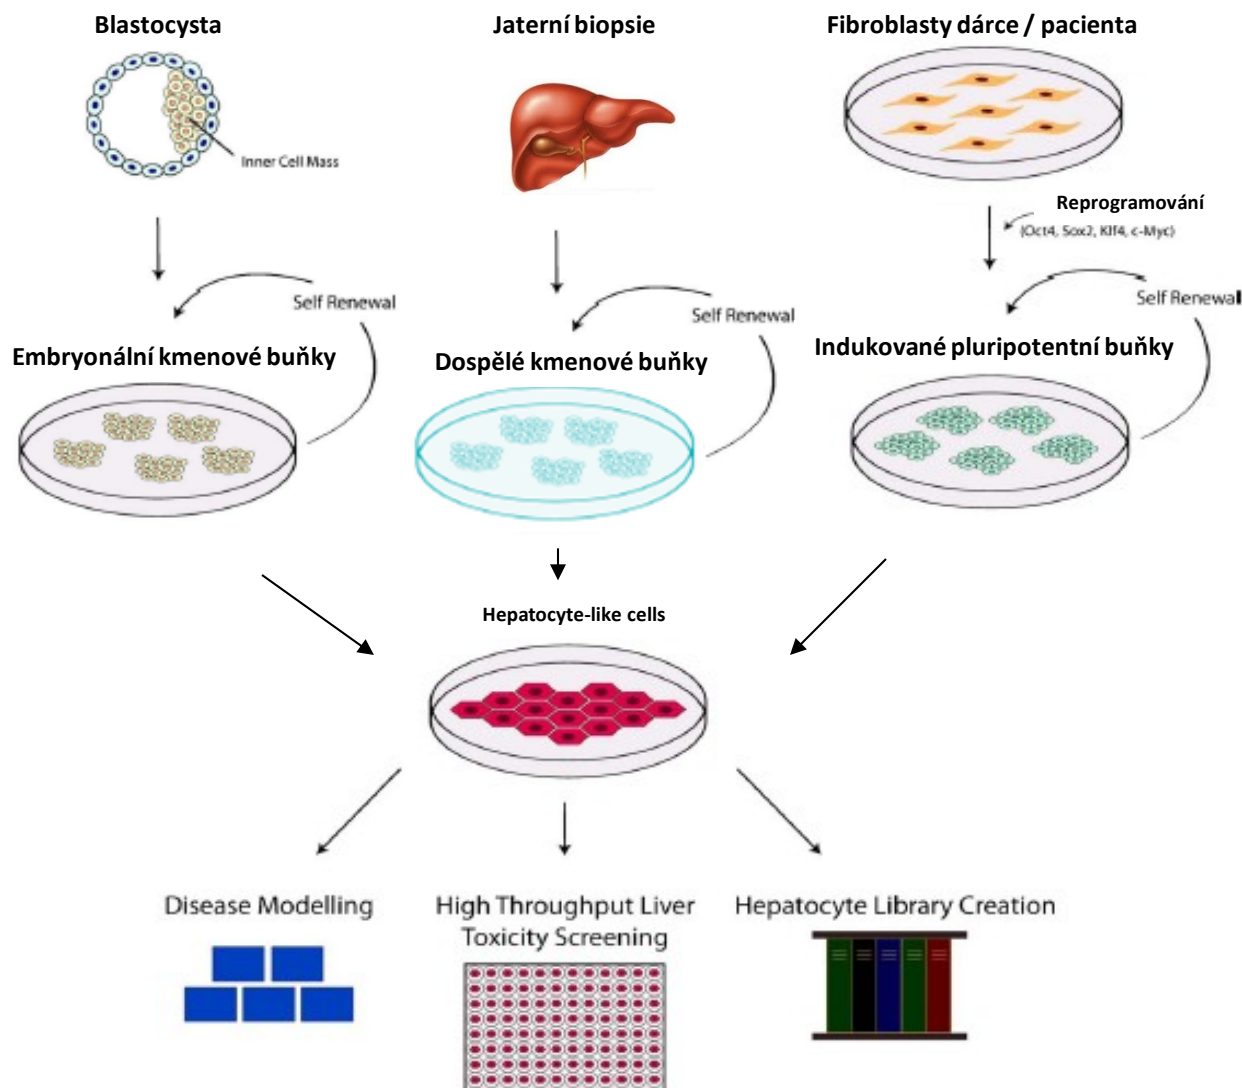 Blastocysta
Jaterní biopsie
Fibroblasty dárce / pacienta
Inner Cell Mass
Reprogramování
(Oct4, Sox2, Klf4, c-Myc)
Self Renewal
Self Renewal
Self Renewal
Embryonální kmenové buňky
Dospělé kmenové buňky
Indukované pluripotentní buňky
Hepatocyte-like cells
Disease Modelling
High Throughput Liver
Toxicity Screening
Hepatocyte Library Creation